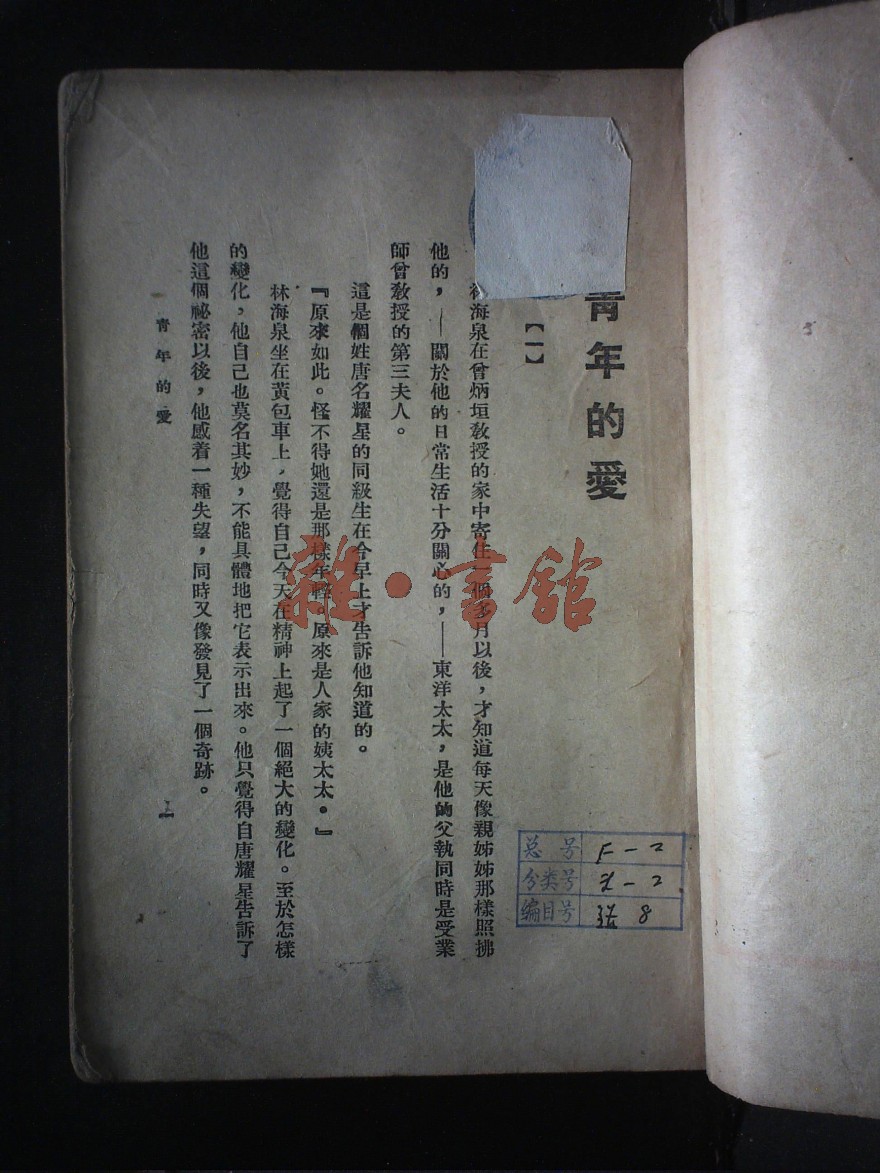 青年的愛
【一】
海泉在曾炳垣教授的家中寄住一個多月以後，才知道每天像親姊姊那樣照拂
他的，——關於他的日常生活十分關心的，——東洋太太，是他的父執同時是受業
師曾敎授的第三夫人。
這是個姓唐名耀星的同級生在今早上才告訴他知道的。
『原來如此。怪不得她還是那樣年輕，原來是人家的姨太太。』
林海泉坐在黃包車上，覺得自己今天在精神上起了一個絕大的變化。至於怎樣
的變化，他自己也莫名其妙，不能具體地把它表示出來。他只覺得自唐耀星告訴了
他這個祕密以後，他感着一種失望，同時又像發見了一個奇跡。
青年的愛
一
雜·書館
总号 F-2
分类号 -2
编目号 8